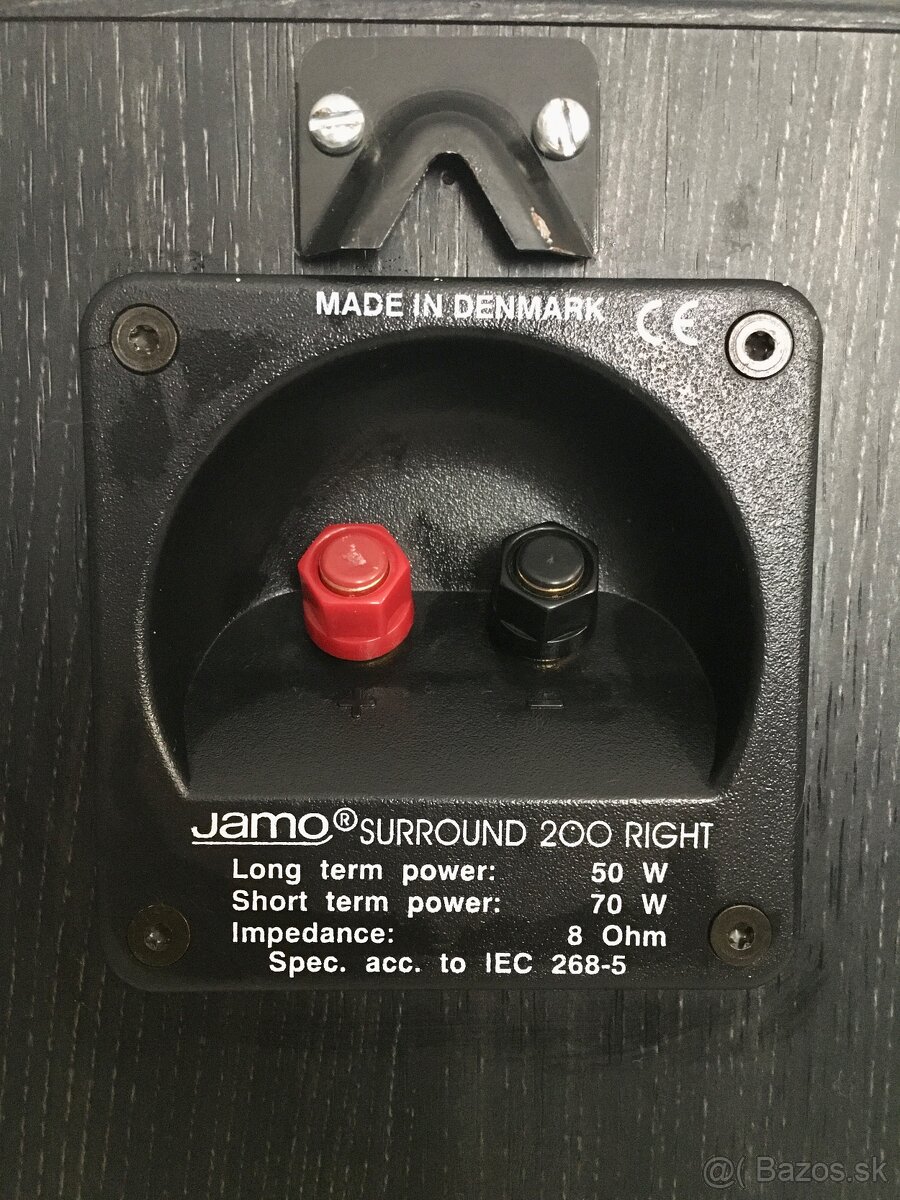 MADE IN DENMARK CE
+ -
Jamo® SURROUND 200 RIGHT
Long term power: 50 W
Short term power: 70 W
Impedance: 8 Ohm
Spec. acc. to IEC 268-5
@( Bazos.sk